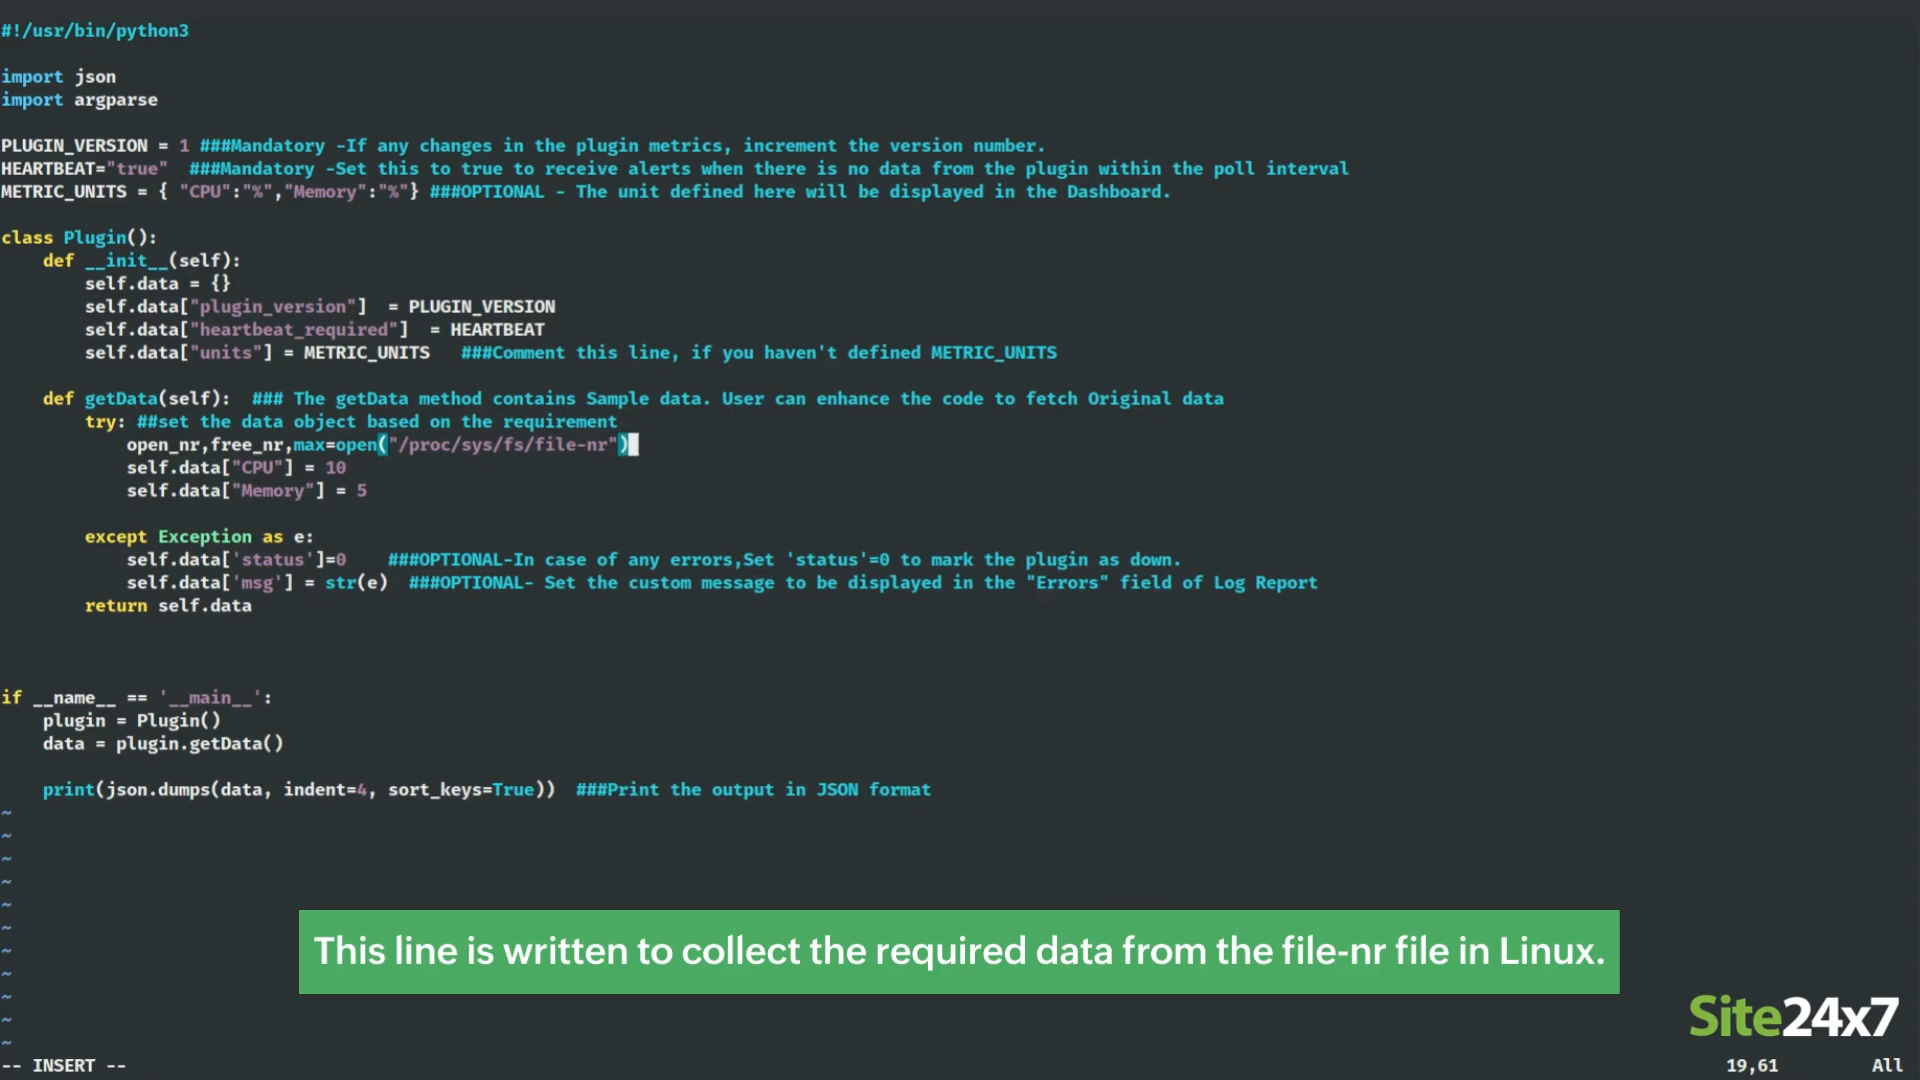 #!/usr/bin/python3
import json
import argparse
PLUGIN_VERSION = 1 ###Mandatory -If any changes in the plugin metrics, increment the version number.
HEARTBEAT="true"  ###Mandatory -Set this to true to receive alerts when there is no data from the plugin within the poll interval
METRIC_UNITS = { "CPU":"%","Memory":"%"} ###OPTIONAL - The unit defined here will be displayed in the Dashboard.
class Plugin():
    def __init__(self):
        self.data = {}
        self.data["plugin_version"]  = PLUGIN_VERSION
        self.data["heartbeat_required"]  = HEARTBEAT
        self.data["units"] = METRIC_UNITS   ###Comment this line, if you haven't defined METRIC_UNITS
    def getData(self):  ### The getData method contains Sample data. User can enhance the code to fetch Original data
        try: ##set the data object based on the requirement
            open_nr,free_nr,max=open("/proc/sys/fs/file-nr")
            self.data["CPU"] = 10
            self.data["Memory"] = 5
        except Exception as e:
            self.data['status']=0    ###OPTIONAL-In case of any errors,Set 'status'=0 to mark the plugin as down.
            self.data['msg'] = str(e)  ###OPTIONAL- Set the custom message to be displayed in the "Errors" field of Log Report
        return self.data
if __name__ == '__main__':
    plugin = Plugin()
    data = plugin.getData()
    print(json.dumps(data, indent=4, sort_keys=True))  ###Print the output in JSON format
~
~
~
~
~
~
~
~
~
~
~
This line is written to collect the required data from the file-nr file in Linux.
Site24x7
-- INSERT --
19,61
All